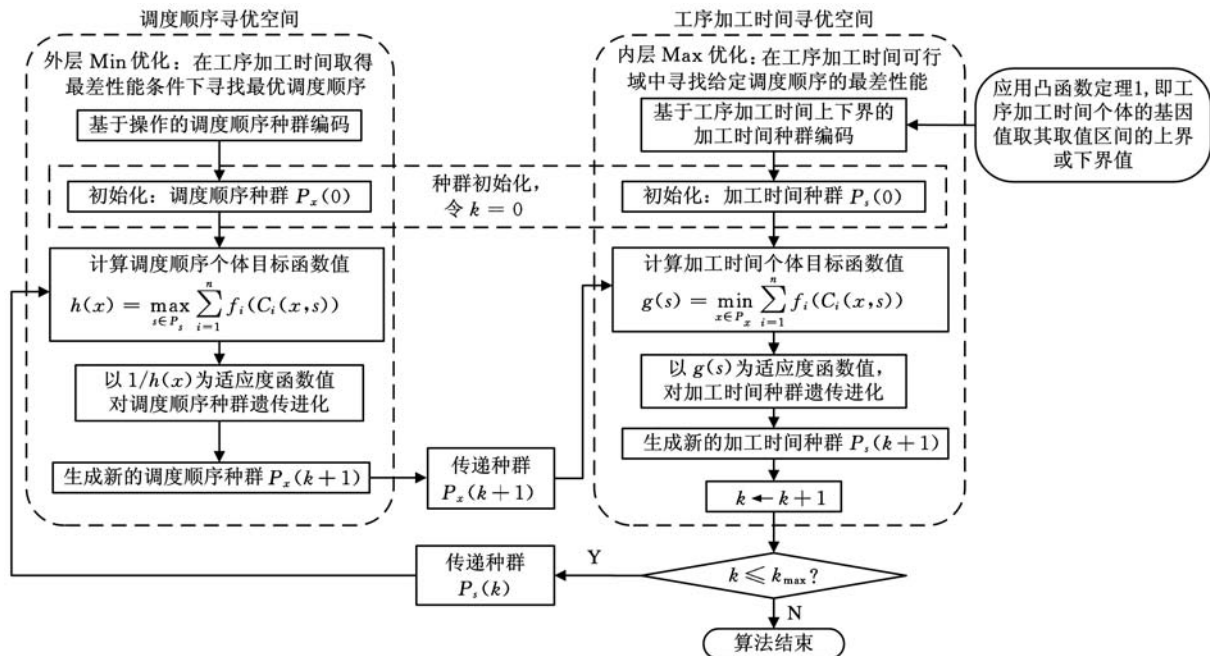 调度顺序寻优空间
外层 Min 优化:在工序加工时间取得
最差性能条件下寻找最优调度顺序
基于操作的调度顺序种群编码
初始化:调度顺序种群 P_x(0)
计算调度顺序个体目标函数值
h(x) = max_{s∈P_s} ∑_{i=1}^{n} f_i(C_i(x,s))
以 1/h(x)为适应度函数值
对调度顺序种群遗传进化
生成新的调度顺序种群 P_x(k+1)
种群初始化,
令 k = 0
传递种群
P_x(k+1)
工序加工时间寻优空间
内层 Max 优化:在工序加工时间可行
域中寻找给定调度顺序的最差性能
基于工序加工时间上下界的
加工时间种群编码
应用凸函数定理1,即工
序加工时间个体的基因
值取其取值区间的上界
或下界值
初始化:加工时间种群 P_s(0)
计算加工时间个体目标函数值
g(s) = min_{x∈P_x} ∑_{i=1}^{n} f_i(C_i(x,s))
以 g(s)为适应度函数值,
对加工时间种群遗传进化
生成新的加工时间种群 P_s(k+1)
k ← k+1
k ⩽ k_max?
Y
传递种群
P_s(k)
N
算法结束